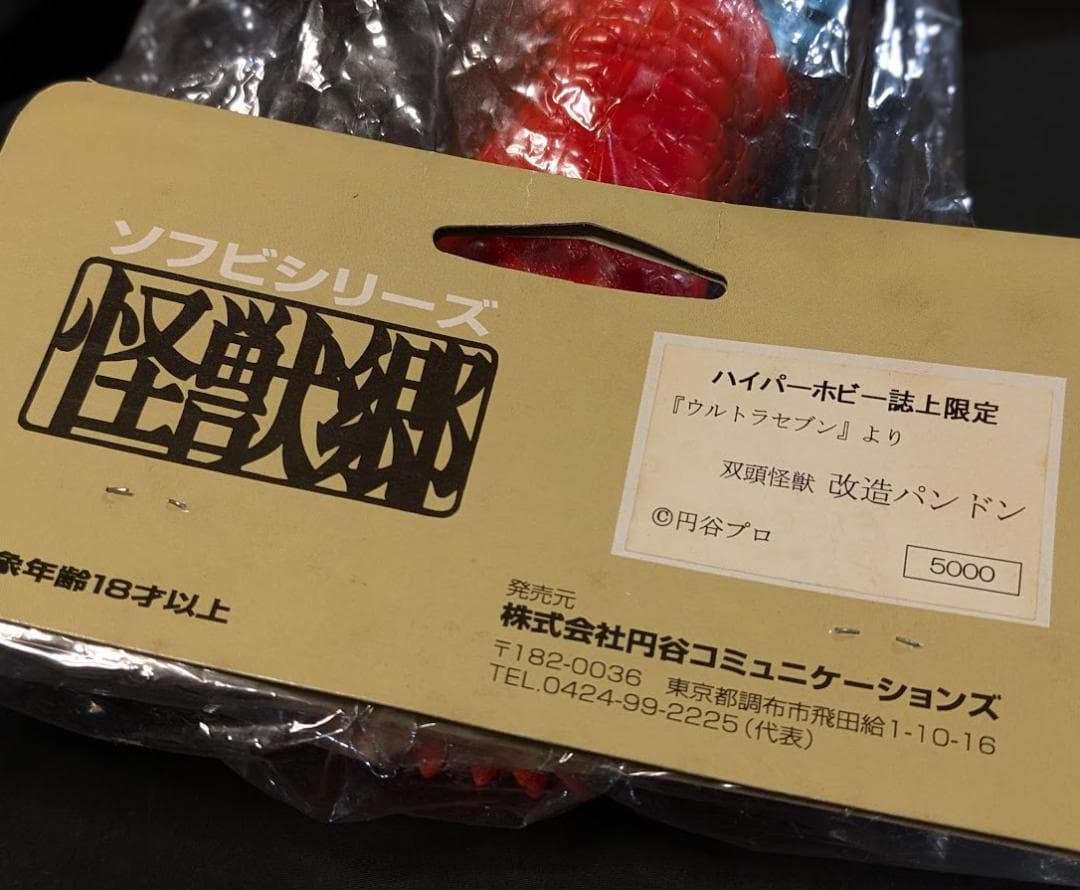 ソフビシリーズ
怪獣郷
ハイパーホビー誌上限定
『ウルトラセブン』より
双頭怪獣 改造パンドン
©円谷プロ
5000
象年齢18才以上
発売元
株式会社円谷コミュニケーションズ
〒182-0036 東京都調布市飛田給1-10-16
TEL.0424-99-2225(代表)